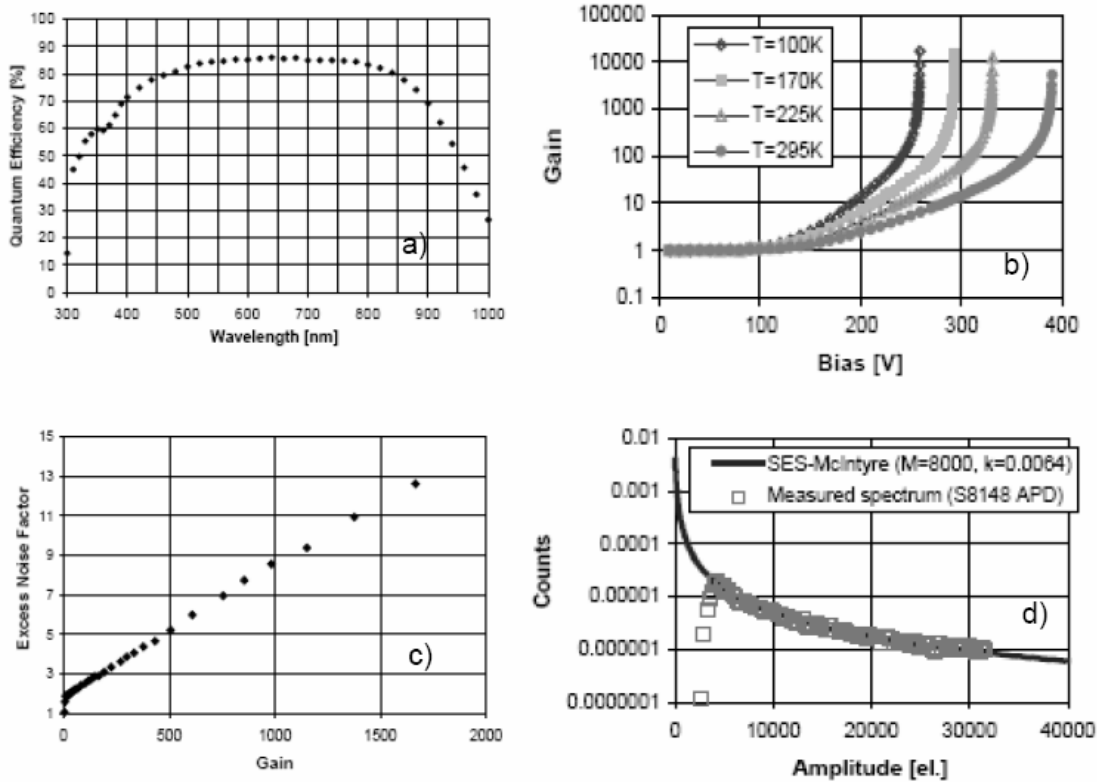 100
90
80
70
60
50
40
30
20
10
0
300 400 500 600 700 800 900 1000
Quantum Efficiency [%]
Wavelength [nm]
a)
100000
10000
1000
100
10
1
0.1
0 100 200 300 400
Gain
Bias [V]
T=100K
T=170K
T=225K
T=295K
b)
15
13
11
9
7
5
3
1
0 500 1000 1500 2000
Excess Noise Factor
Gain
c)
0.01
0.001
0.0001
0.00001
0.000001
0.0000001
0 10000 20000 30000 40000
Counts
Amplitude [el.]
SES-McIntyre (M=8000, k=0.0064)
Measured spectrum (S8148 APD)
d)